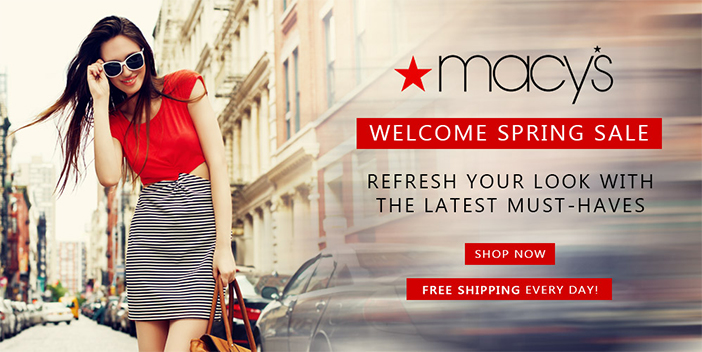 macy's
WELCOME SPRING SALE
REFRESH YOUR LOOK WITH
THE LATEST MUST-HAVES
SHOP NOW
FREE SHIPPING EVERY DAY!